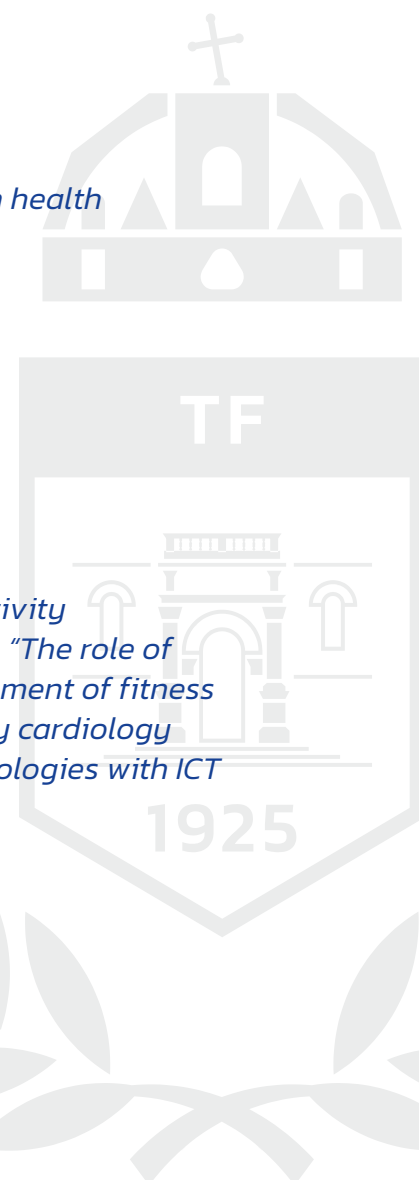 health
TF
ivity
"The role of
ment of fitness
y cardiology
ologies with ICT
1925